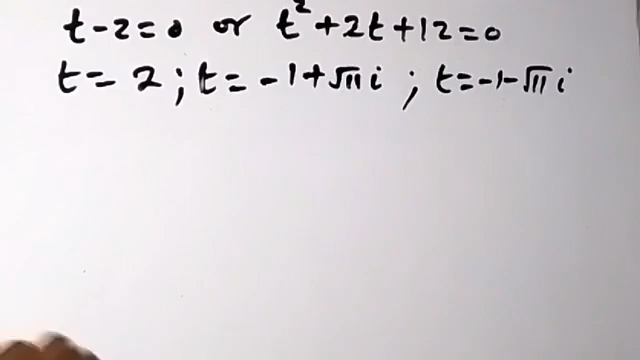 t-2=0 or t²+2t+12=0
t=2; t=-1+√11 i; t=-1-√11 i